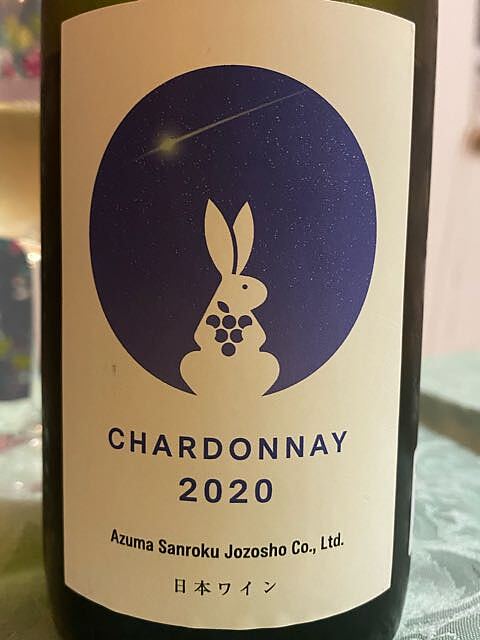 CHARDONNAY
2020
Azuma Sanroku Jozosho Co., Ltd.
日本ワイン